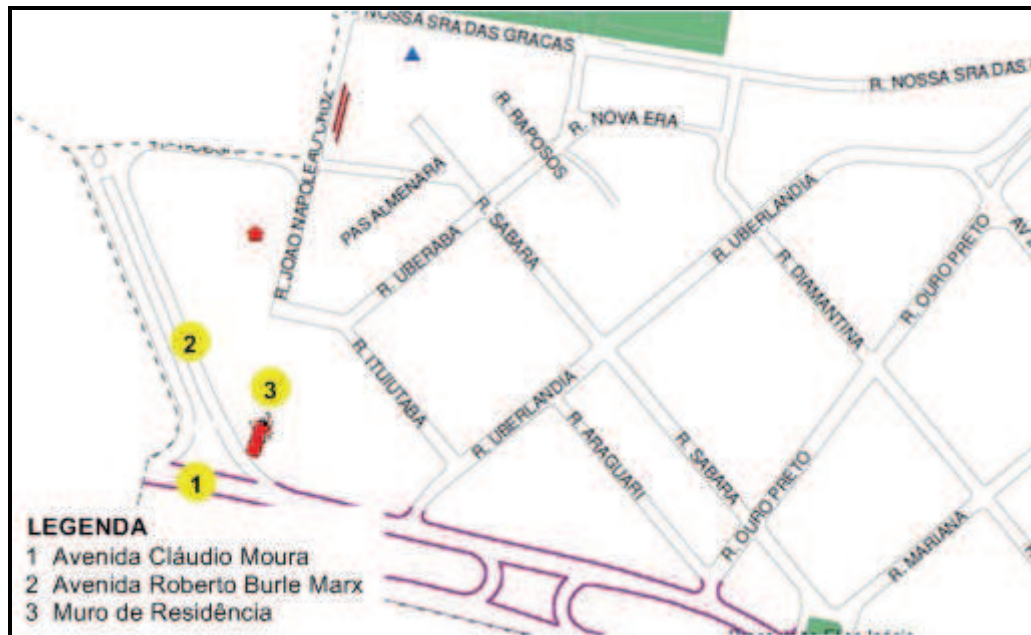 NOSSA SRA DAS GRACAS
R. NOSSA SRA DAS
R. JOAO NAPOLEAO CRUZ
R. RAPOSOS
R. NOVA ERA
PAS ALMENARA
R. SABARA
R. UBERABA
R. UBERLANDIA
R. DIAMANTINA
R. OURO PRETO
AV
2
R. ITUIUTABA
3
R. UBERLANDIA
R. ARAGUARI
R. SABARA
R. OURO PRETO
1
R. MARIANA
LEGENDA
1 Avenida Cláudio Moura
2 Avenida Roberto Burle Marx
3 Muro de Residência